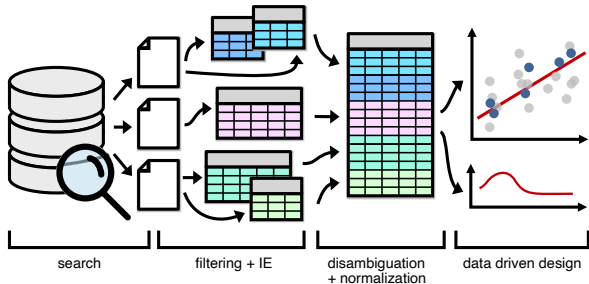 search
filtering + IE
disambiguation
+ normalization
data driven design